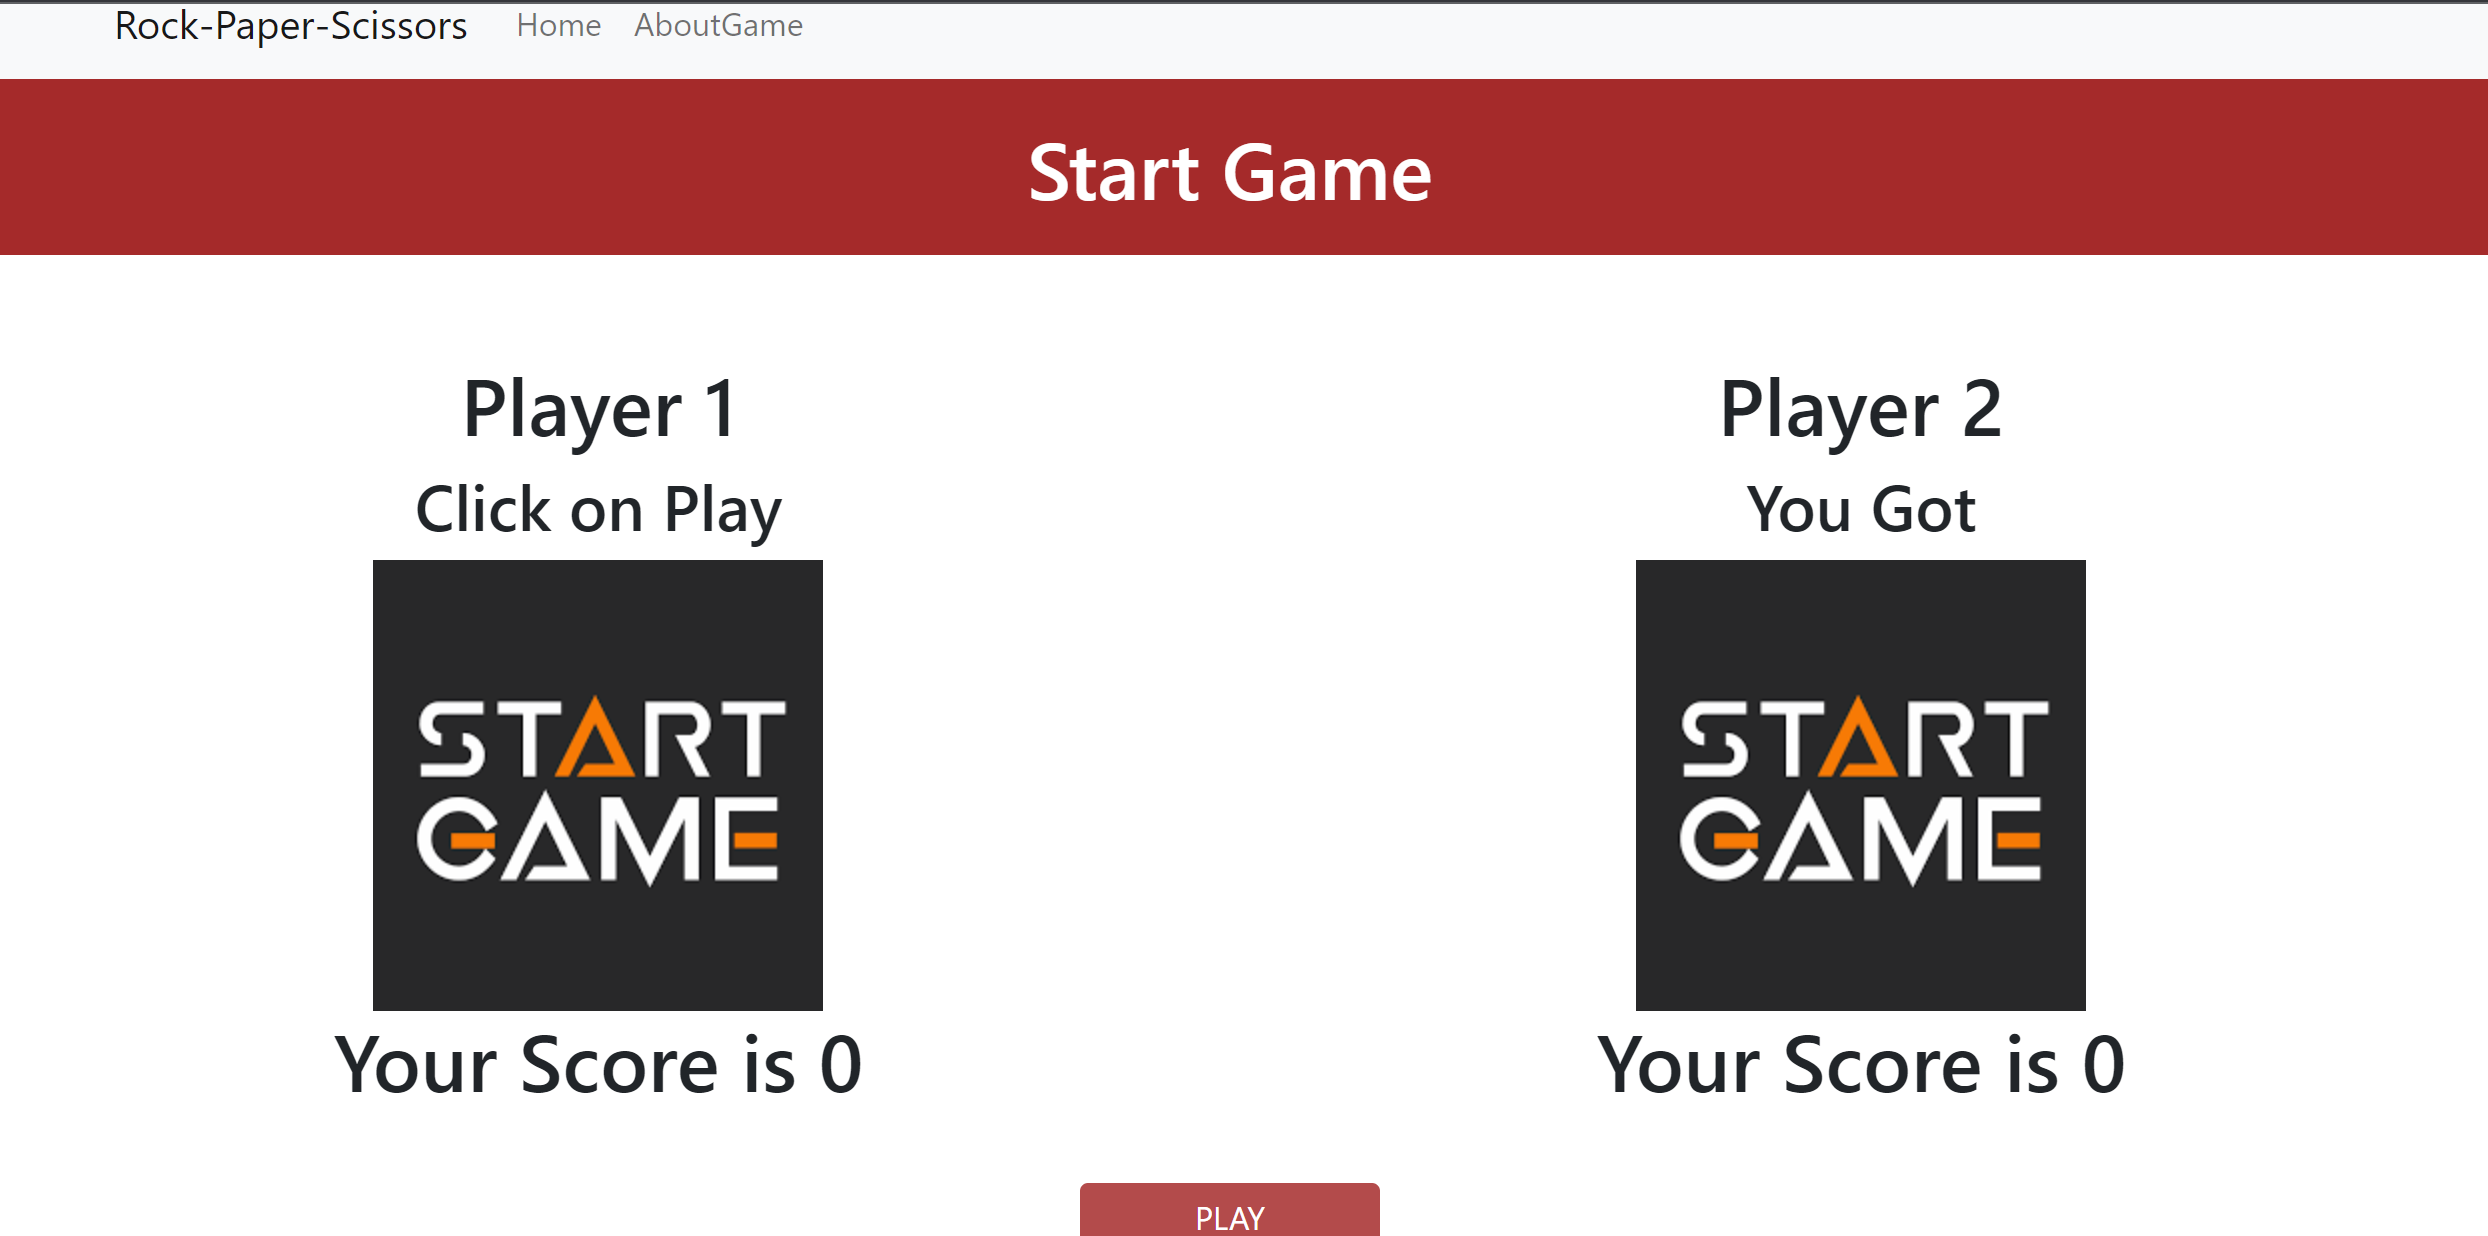 Rock-Paper-Scissors Home AboutGame
Start Game
Player 1
Click on Play
START
GAME
Your Score is 0
Player 2
You Got
START
GAME
Your Score is 0
PLAY